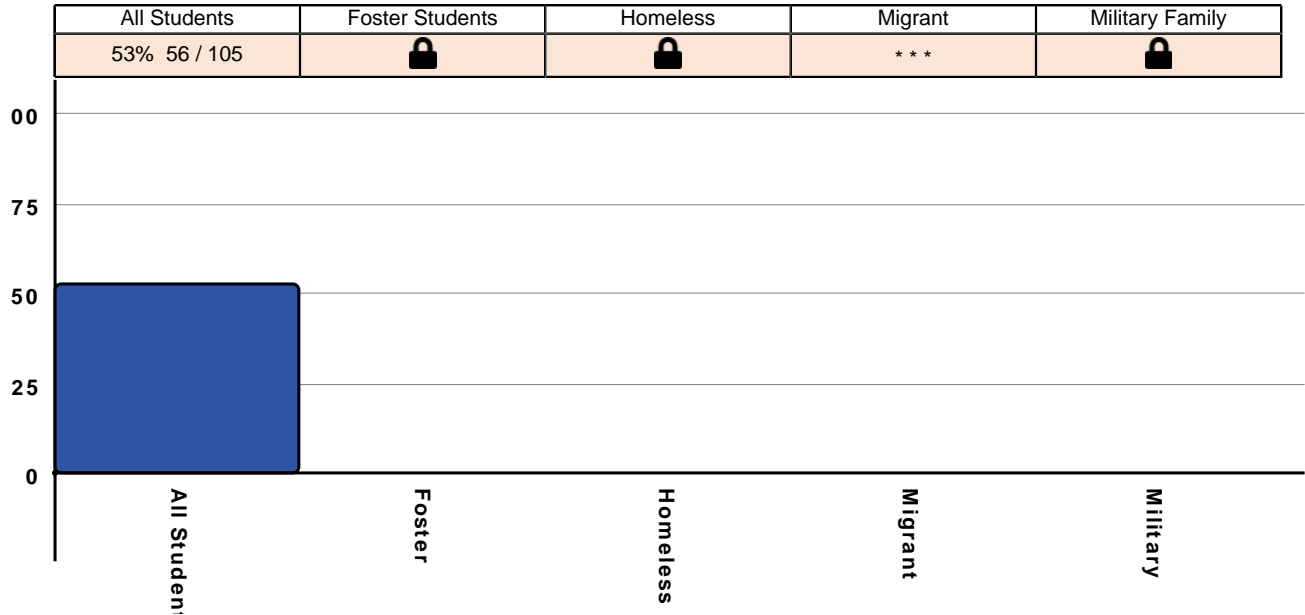 All Students Foster Students Homeless Migrant Military Family
53% 56 / 105 * * *
00
75
50
25
0
All Student
Foster
Homeless
Migrant
Military